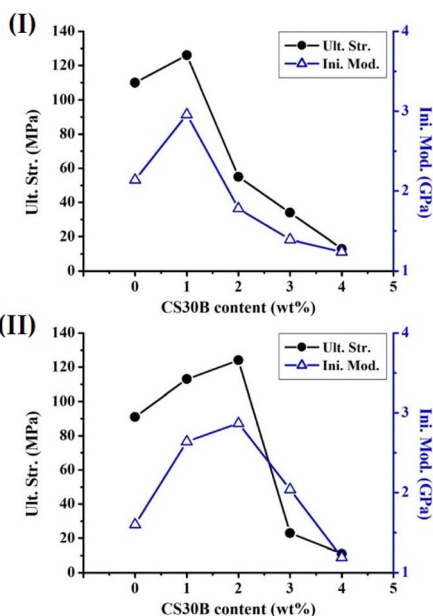 (I)
Ult. Str. (MPa)
140
120
100
80
60
40
20
0
Ult. Str.
Ini. Mod.
4
3
2
1
Ini. Mod. (GPa)
0 1 2 3 4 5
CS30B content (wt%)
(II)
Ult. Str. (MPa)
140
120
100
80
60
40
20
0
Ult. Str.
Ini. Mod.
4
3
2
1
Ini. Mod. (GPa)
0 1 2 3 4 5
CS30B content (wt%)